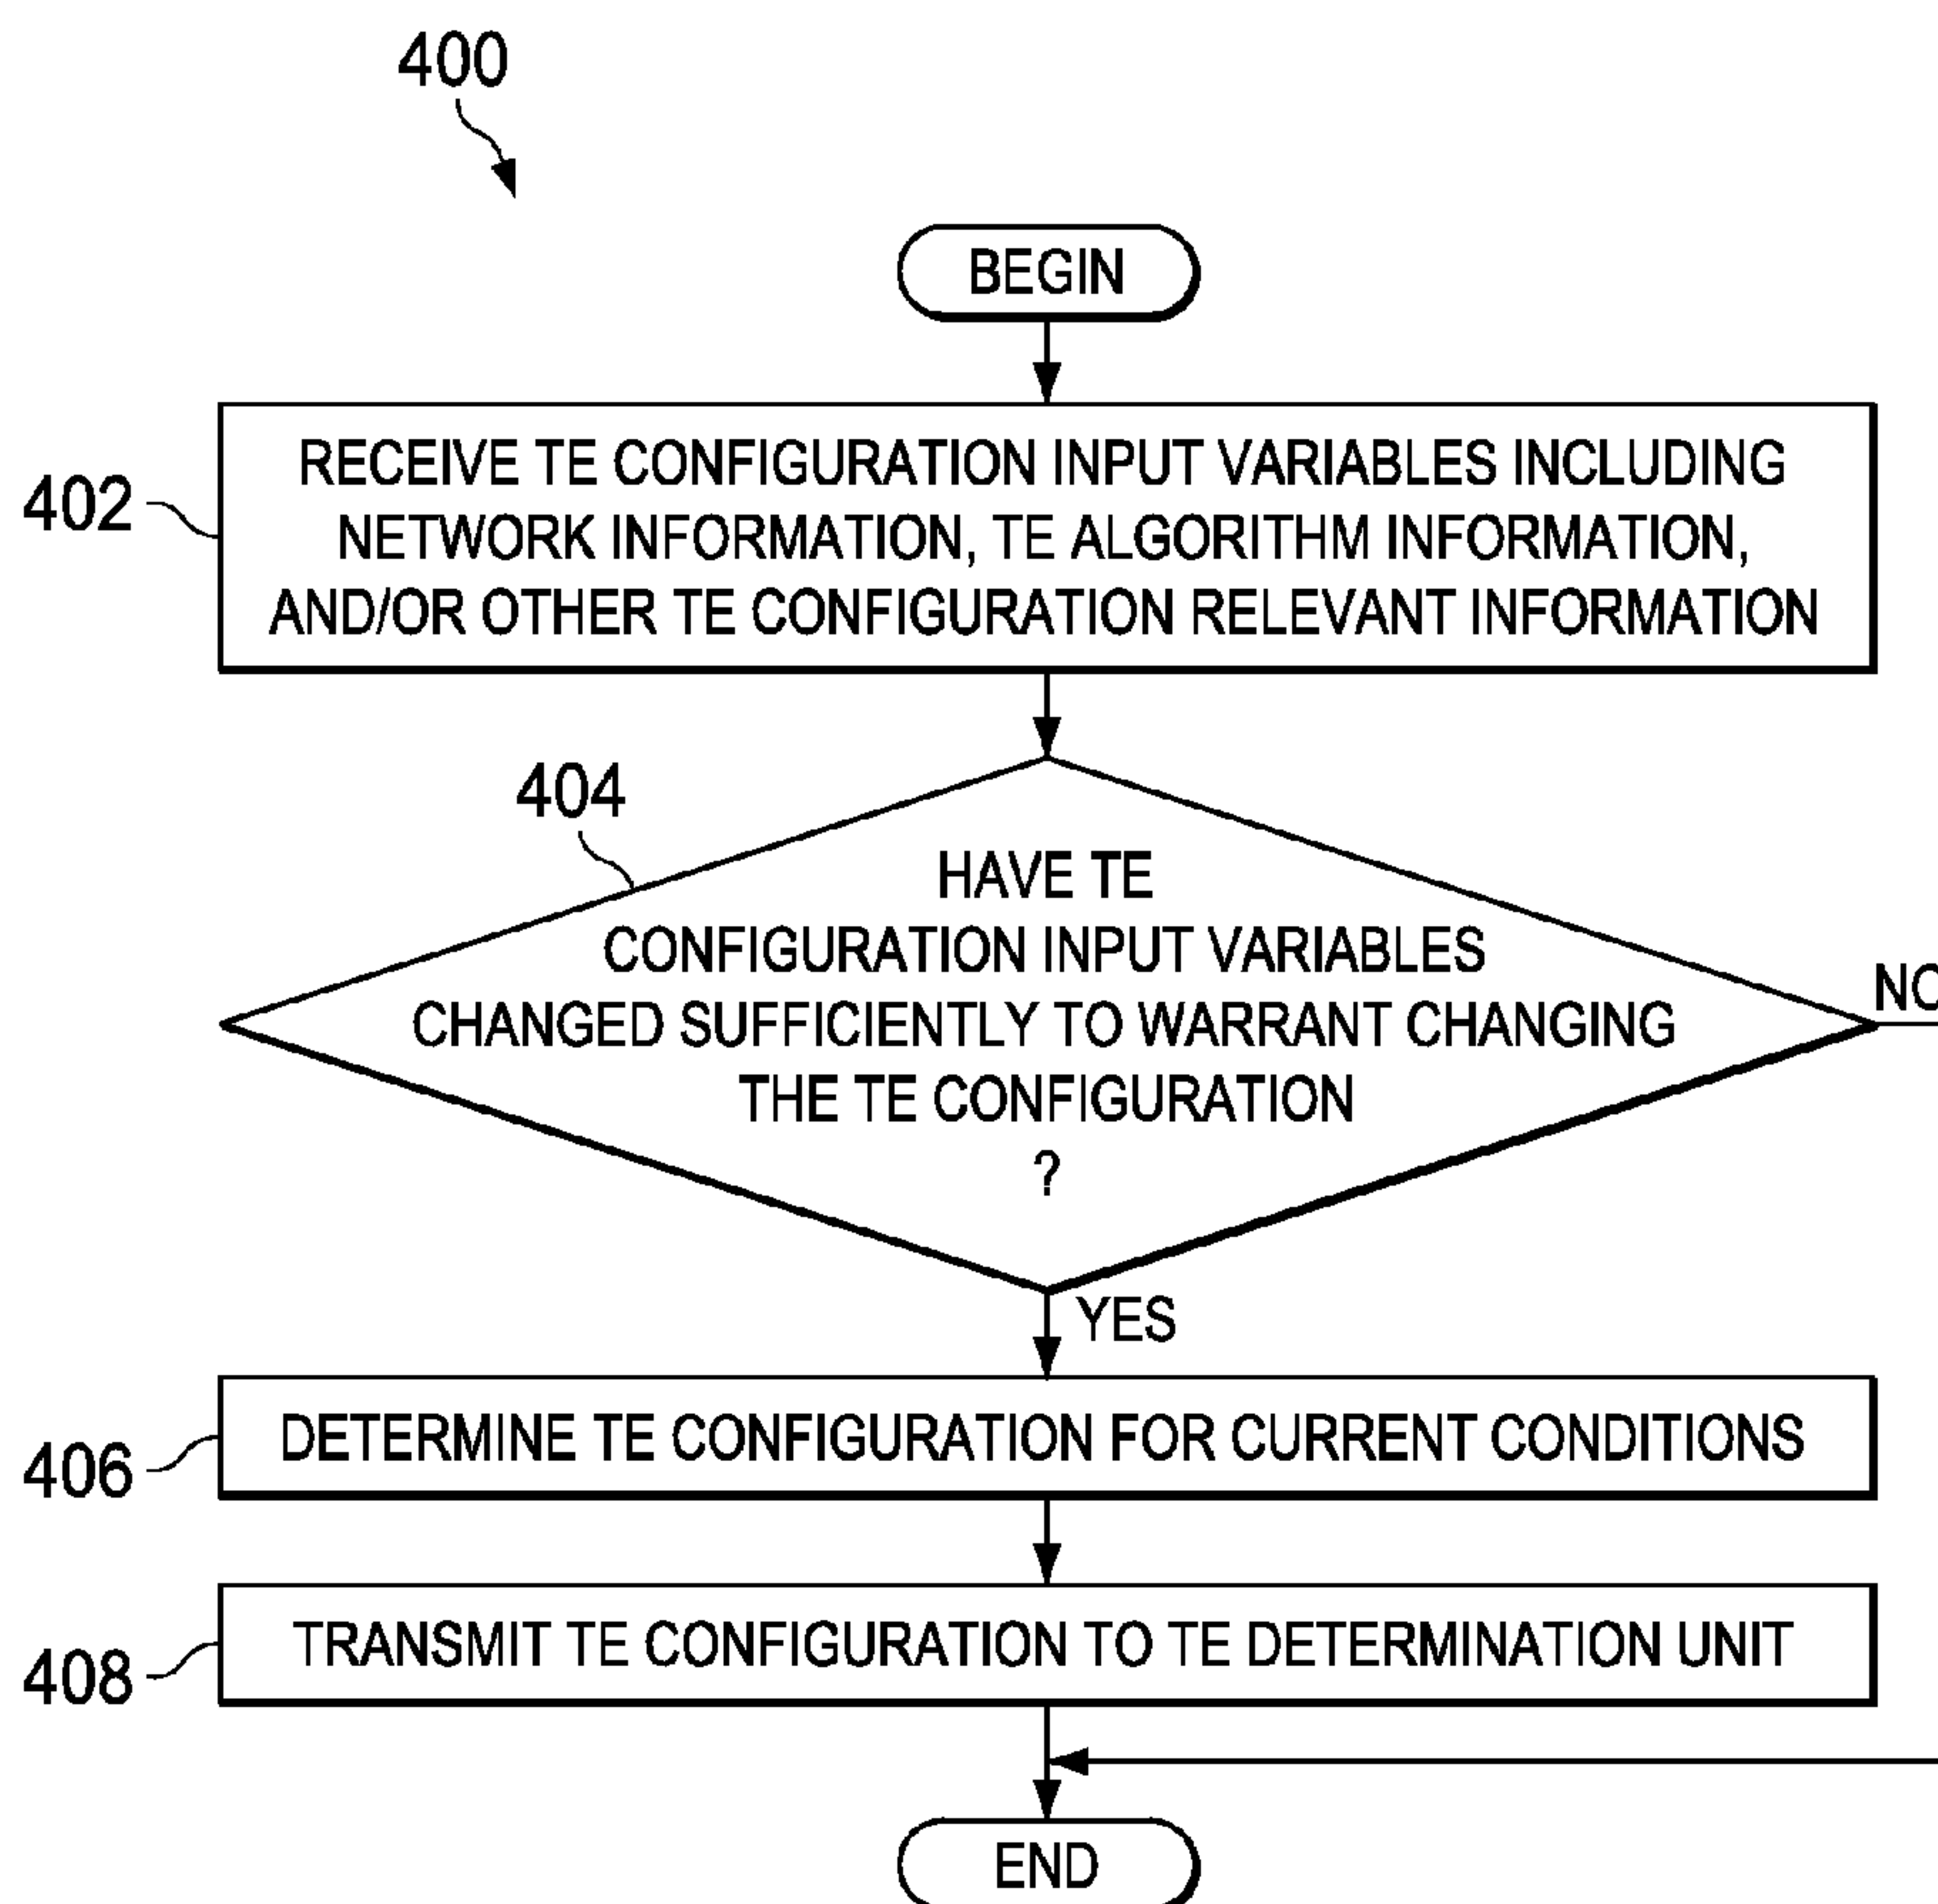 400
BEGIN
402
RECEIVE TE CONFIGURATION INPUT VARIABLES INCLUDING
NETWORK INFORMATION, TE ALGORITHM INFORMATION,
AND/OR OTHER TE CONFIGURATION RELEVANT INFORMATION
404
HAVE TE
CONFIGURATION INPUT VARIABLES
CHANGED SUFFICIENTLY TO WARRANT CHANGING
THE TE CONFIGURATION
?
NO
YES
406
DETERMINE TE CONFIGURATION FOR CURRENT CONDITIONS
408
TRANSMIT TE CONFIGURATION TO TE DETERMINATION UNIT
END